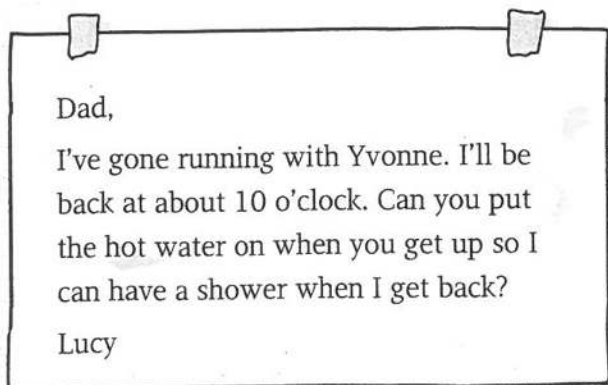 Dad,
I've gone running with Yvonne. I'll be
back at about 10 o'clock. Can you put
the hot water on when you get up so I
can have a shower when I get back?
Lucy